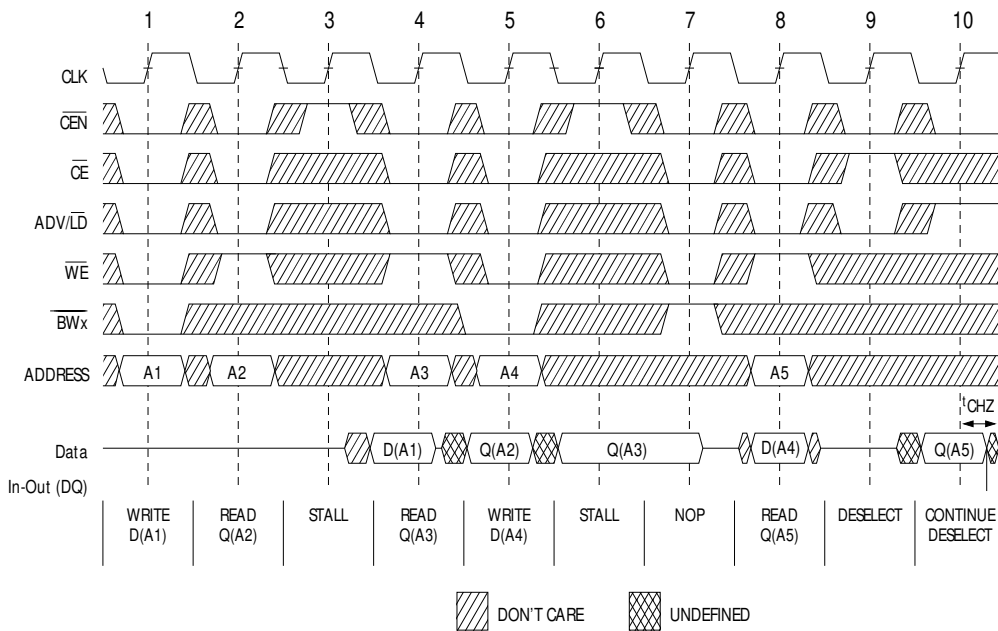 1 2 3 4 5 6 7 8 9 10
CLK
CEN
CE
ADV/LD
WE
BWx
ADDRESS A1 A2 A3 A4 A5
tCHZ
Data D(A1) Q(A2) Q(A3) D(A4) Q(A5)
In-Out (DQ)
WRITE READ STALL READ WRITE STALL NOP READ DESELECT CONTINUE
D(A1) Q(A2) Q(A3) D(A4) Q(A5) DESELECT
DON'T CARE UNDEFINED